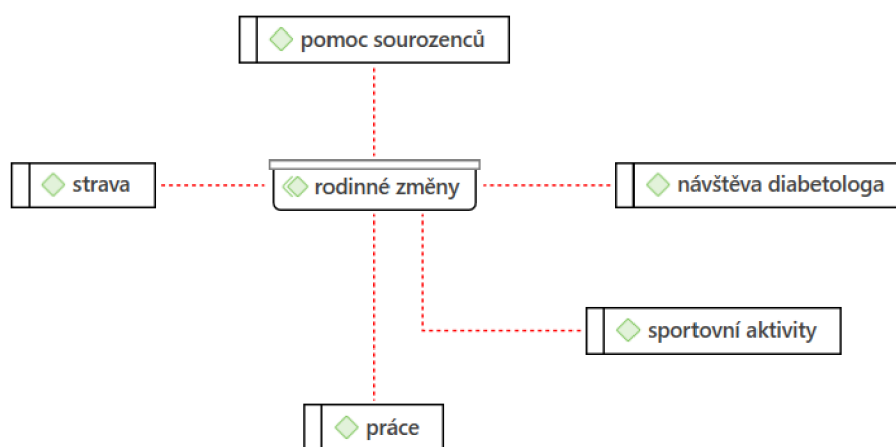 pomoc sourozenců
strava
rodinné změny
návštěva diabetologa
sportovní aktivity
práce